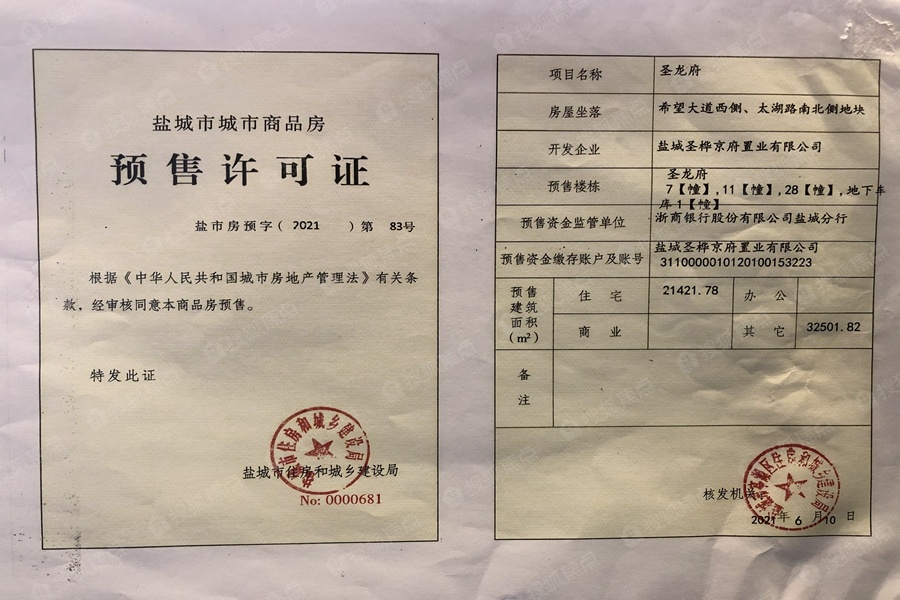 盐城市城市商品房
预售许可证
盐市房预字（ 2021 ）第 83号
根据《中华人民共和国城市房地产管理法》有关条
款，经审核同意本商品房预售。
特发此证
盐城市住房和城乡建设局
No: 0000681
项目名称 圣龙府
房屋坐落 希望大道西侧、太湖路南北侧地块
开发企业 盐城圣桦京府置业有限公司
预售楼栋 圣龙府
7【幢】,11【幢】,28【幢】,地下车
库1【幢】
预售资金监管单位 浙商银行股份有限公司盐城分行
预售资金缴存账户及账号 盐城圣桦京府置业有限公司
3110000010120100153223
预售建筑面积（m²） 住宅 21421.78 办公
商业 其它 32501.82
备注
核发机关
2021年 6 月10 日